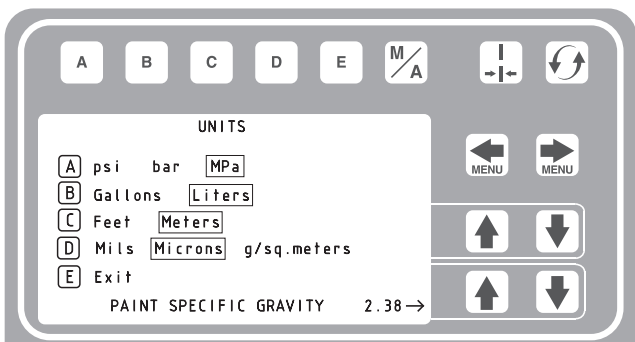 A B C D E M/A
UNITS
A psi bar MPa
B Gallons Liters
C Feet Meters
D Mils Microns g/sq.meters
E Exit
PAINT SPECIFIC GRAVITY 2.38→
MENU MENU